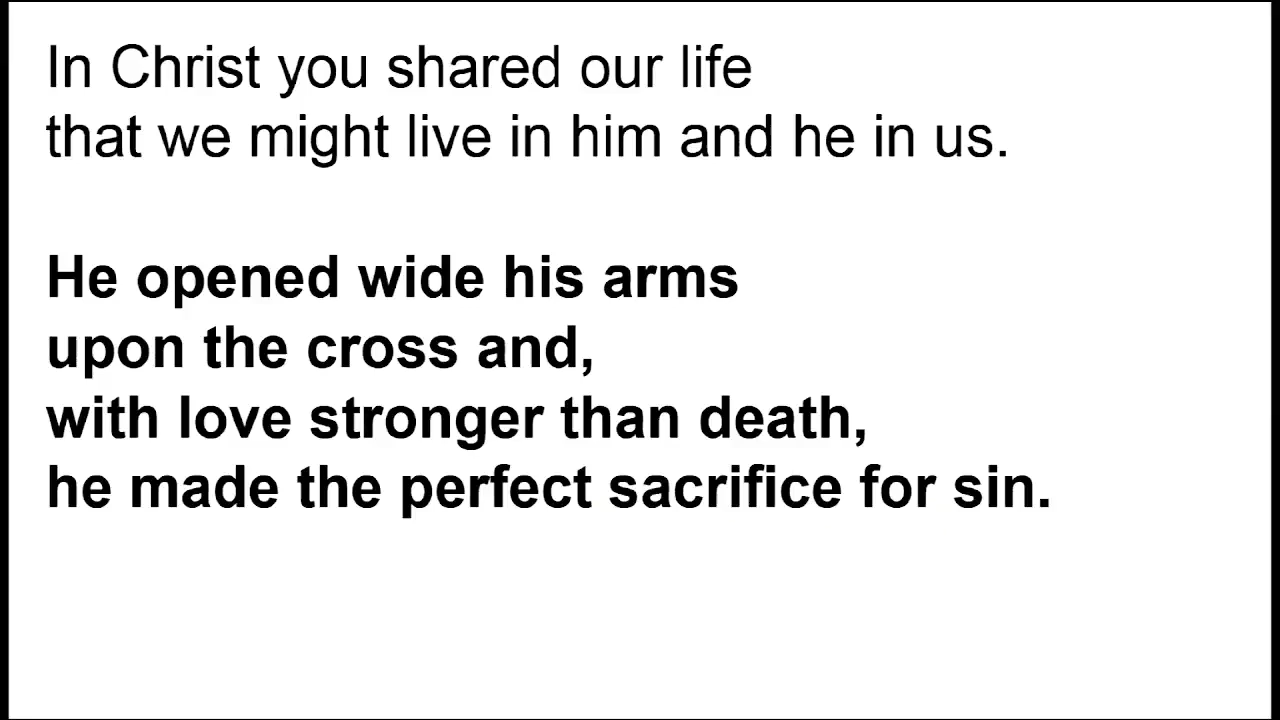 In Christ you shared our life
that we might live in him and he in us.
He opened wide his arms
upon the cross and,
with love stronger than death,
he made the perfect sacrifice for sin.